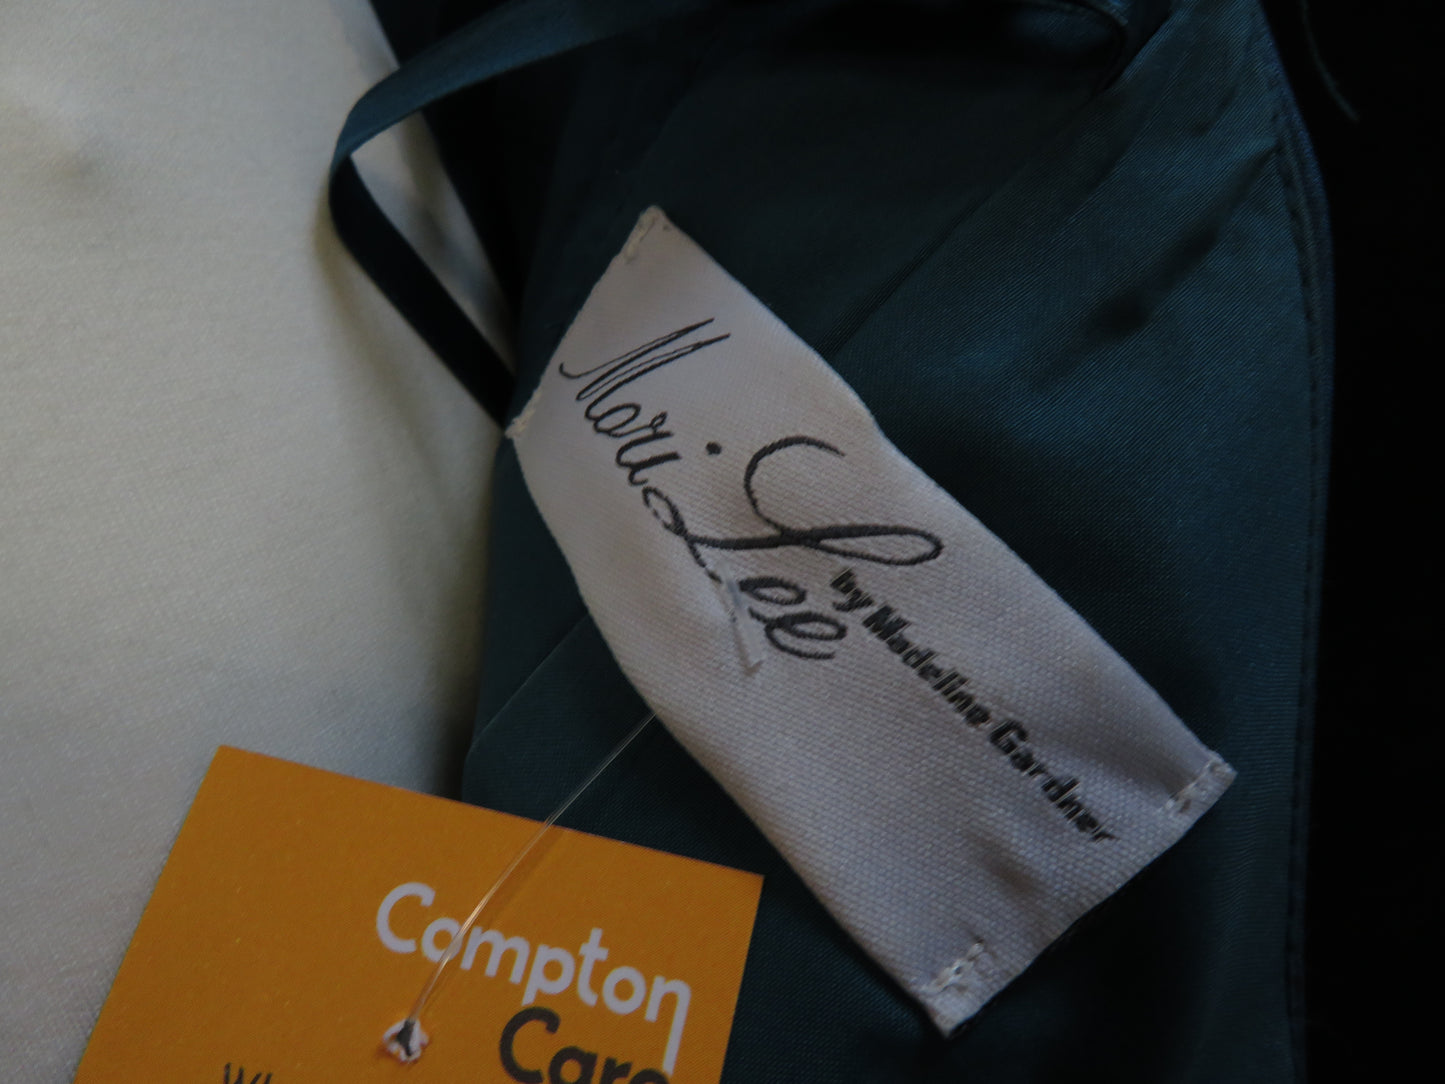 Mori Lee
by Madeline Gardner
Compton
Care